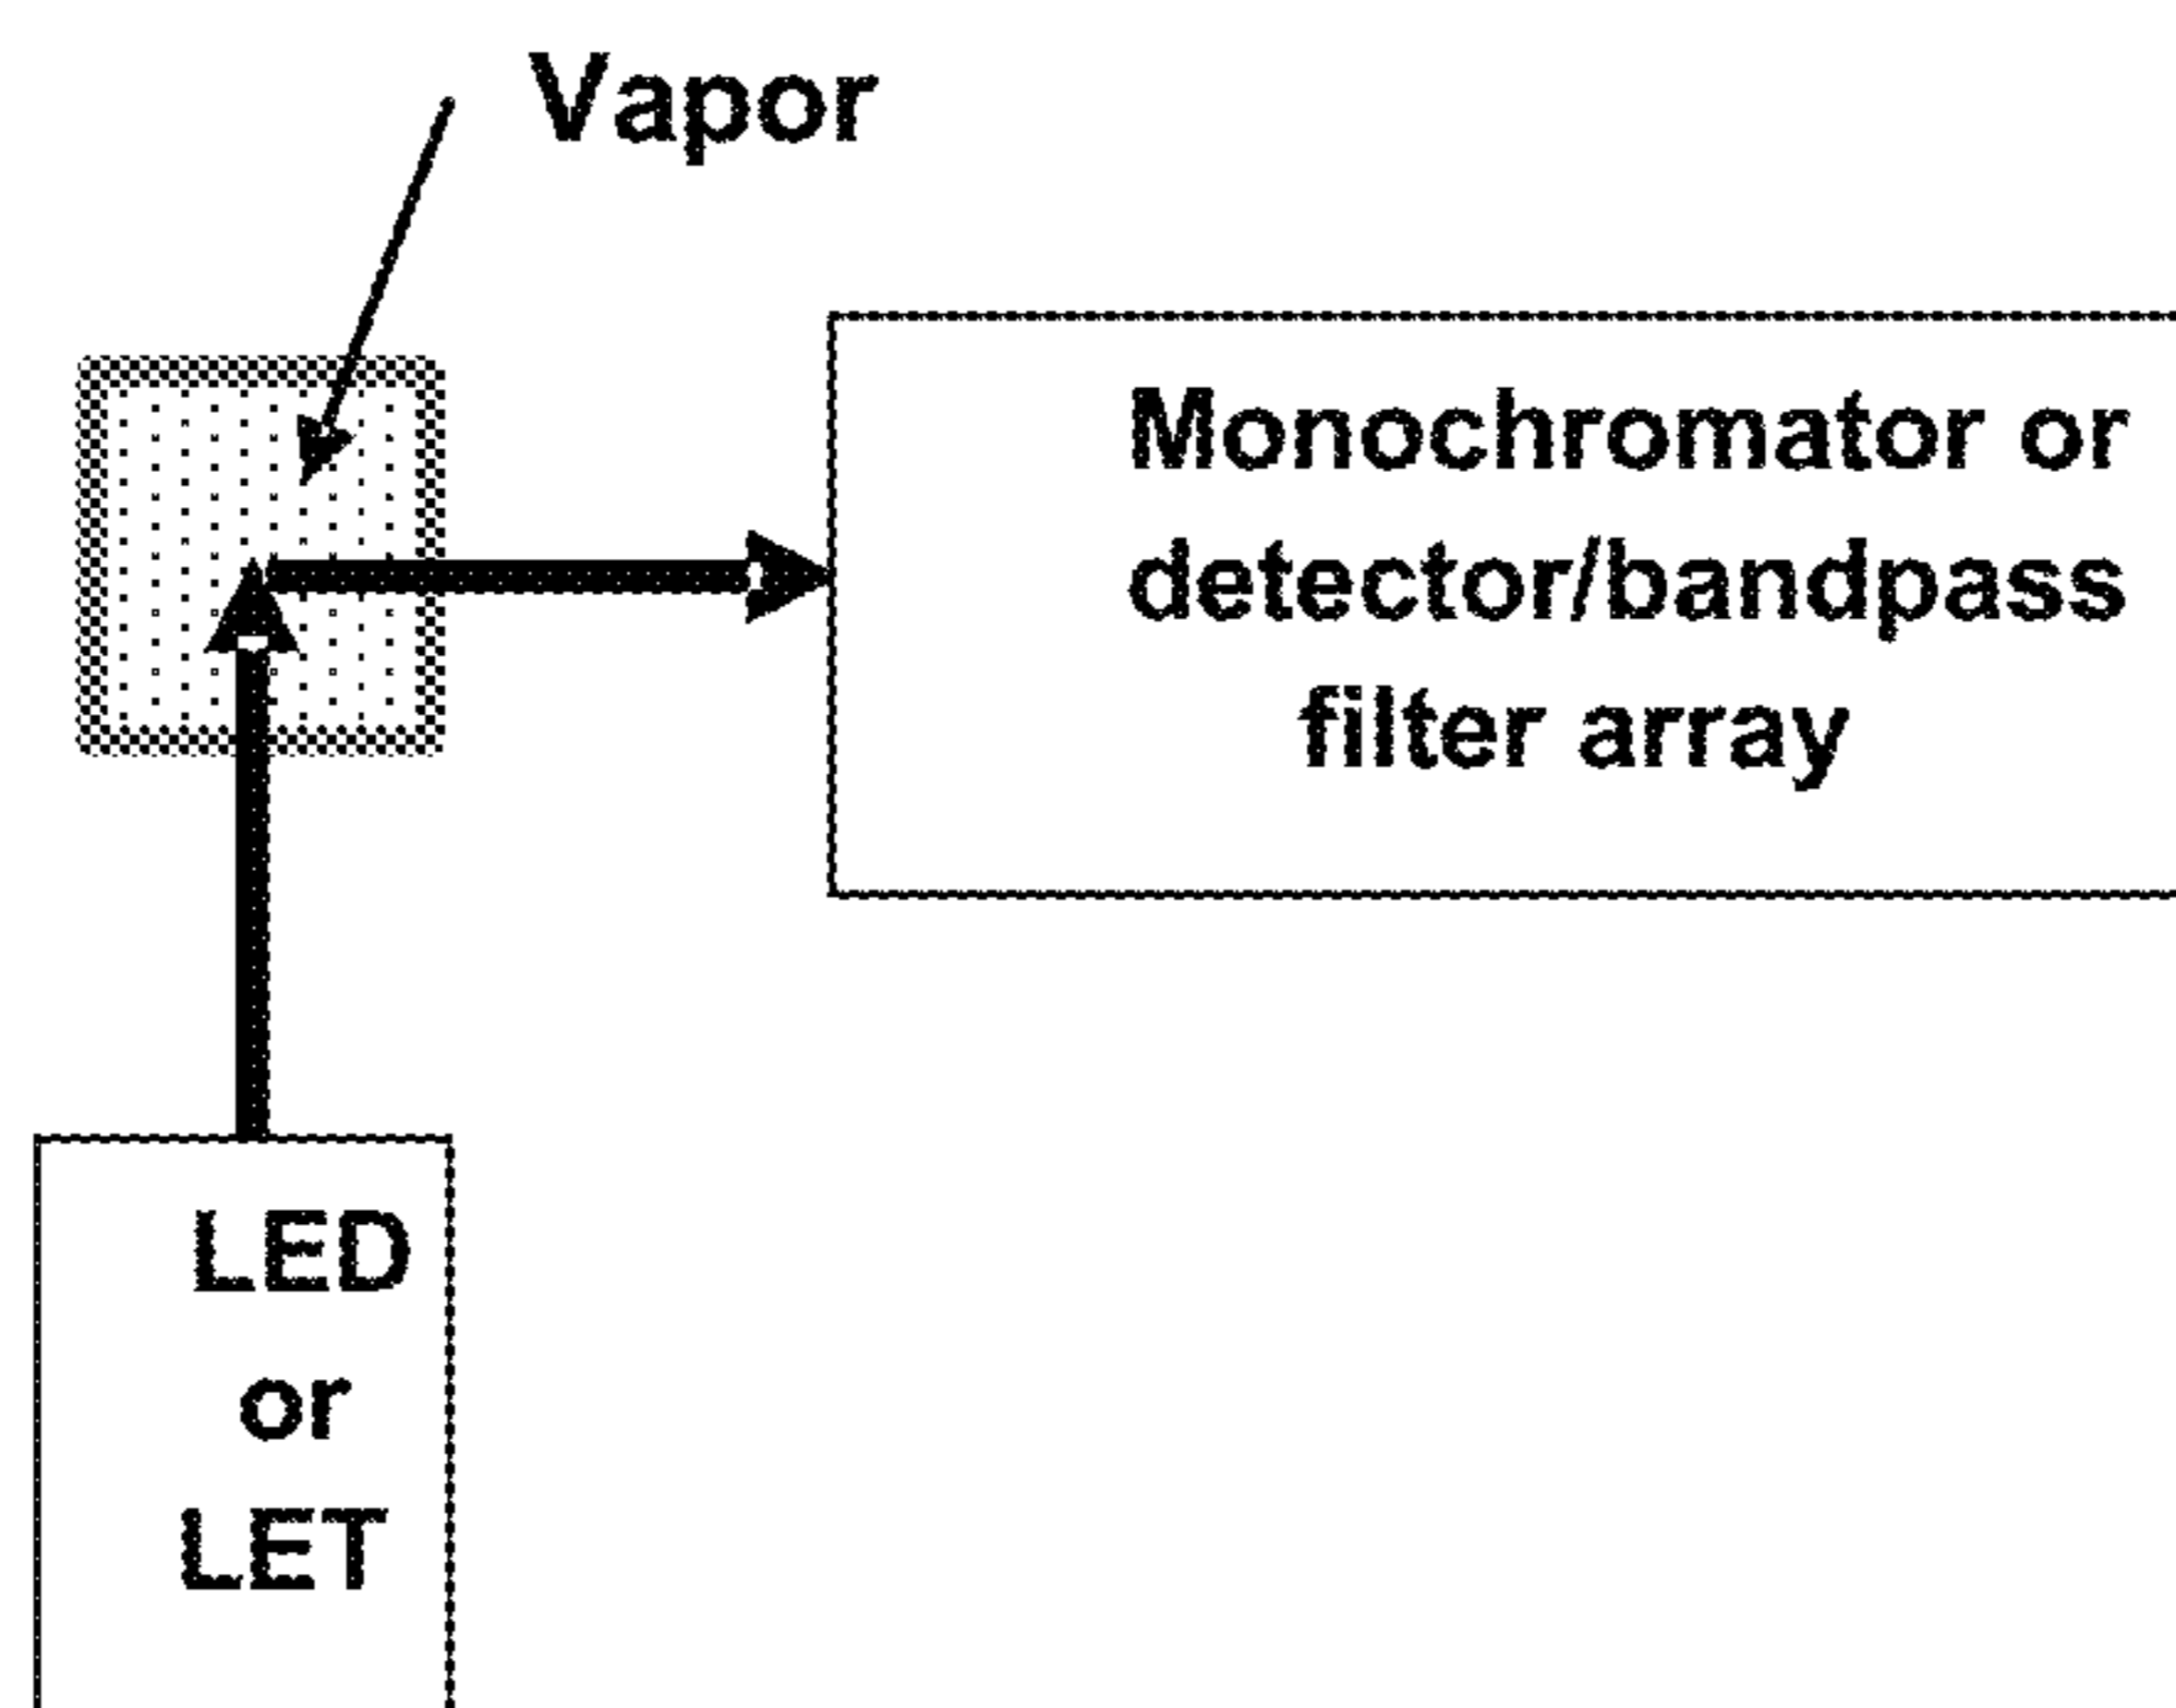 Vapor
Monochromator or
detector/bandpass
filter array
LED
or
LET